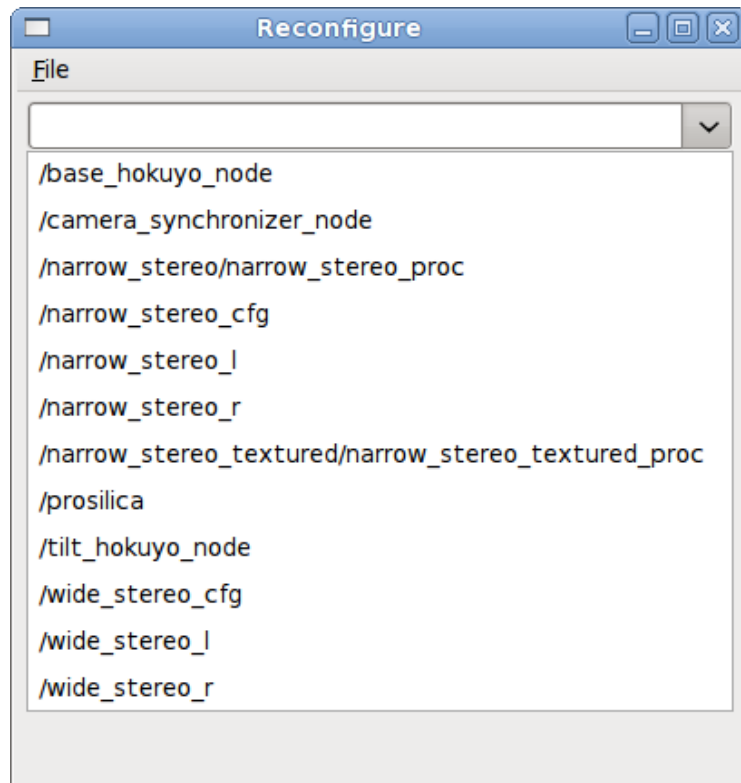 Reconfigure
File
/base_hokuyo_node
/camera_synchronizer_node
/narrow_stereo/narrow_stereo_proc
/narrow_stereo_cfg
/narrow_stereo_l
/narrow_stereo_r
/narrow_stereo_textured/narrow_stereo_textured_proc
/prosilica
/tilt_hokuyo_node
/wide_stereo_cfg
/wide_stereo_l
/wide_stereo_r